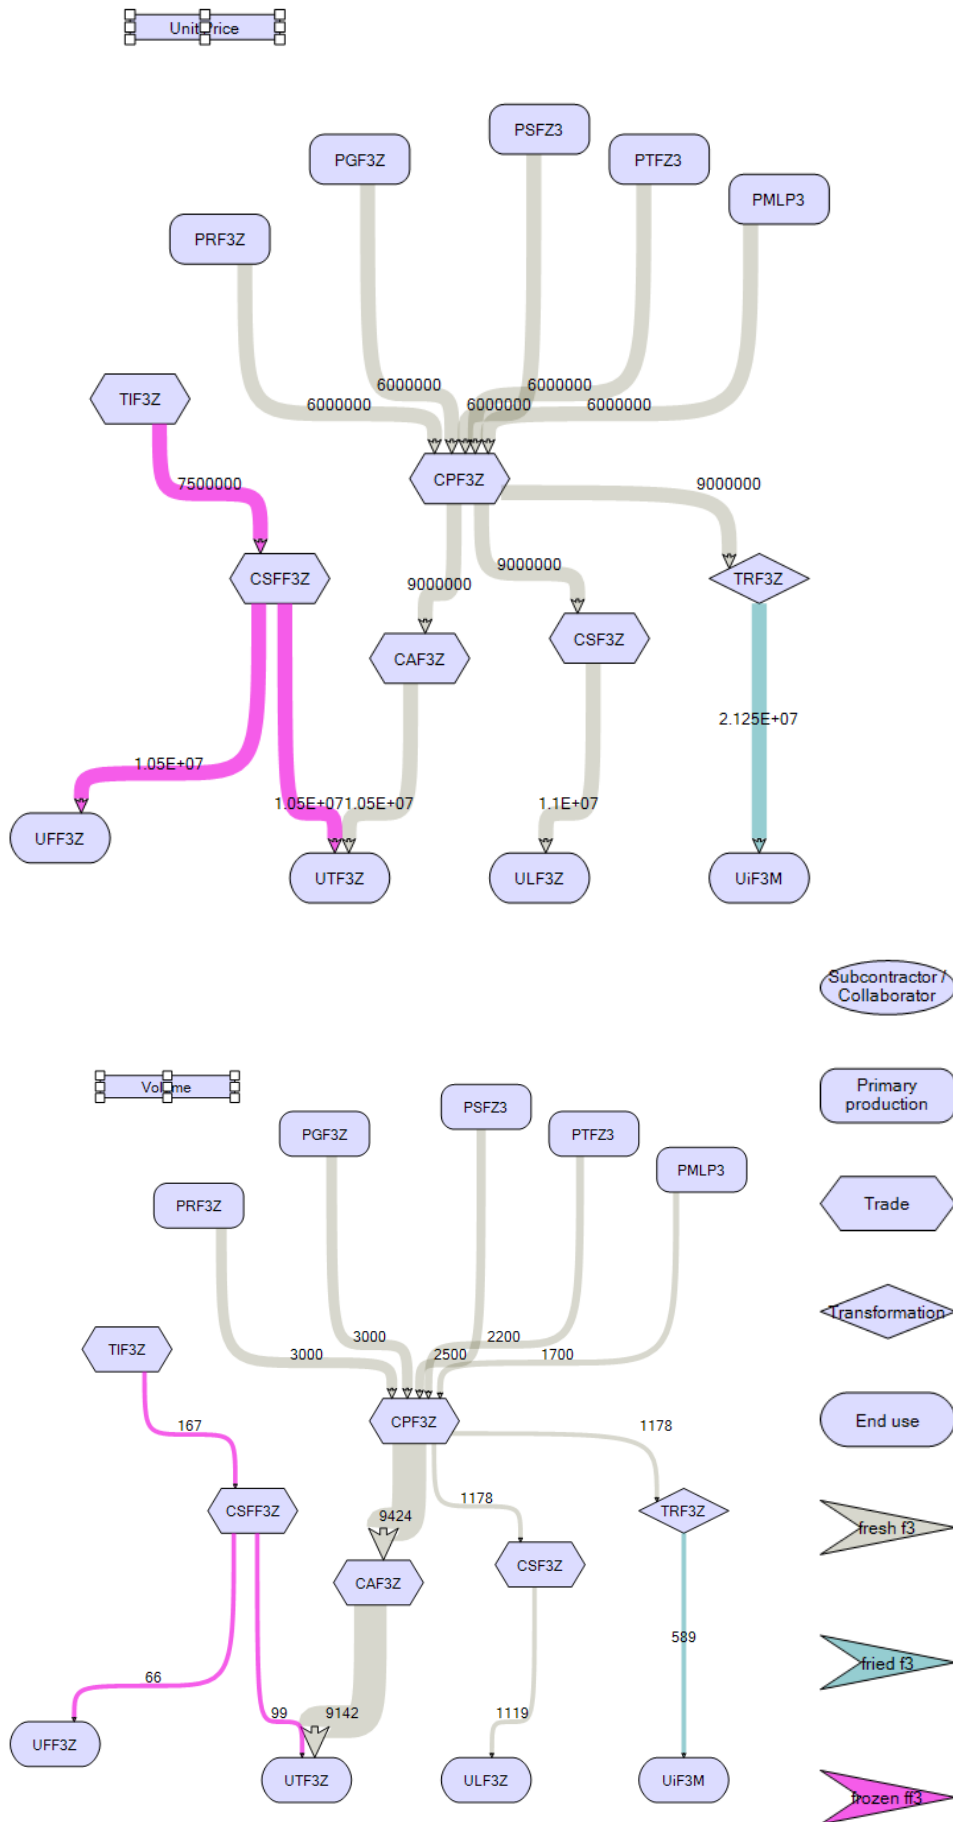 Unit Price
PSFZ3
PGF3Z
PTFZ3
PMLP3
PRF3Z
TIF3Z
6000000
6000000
6000000
6000000
6000000
7500000
CPF3Z
9000000
9000000
9000000
CSFF3Z
TRF3Z
CAF3Z
CSF3Z
2.125E+07
1.05E+07
1.05E+07
1.05E+07
1.1E+07
UFF3Z
UTF3Z
ULF3Z
UiF3M
Subcontractor /
Collaborator
Volume
Primary
production
PSFZ3
PGF3Z
PTFZ3
PMLP3
PRF3Z
Trade
Transformation
TIF3Z
3000
3000
2500
2200
1700
CPF3Z
End use
167
1178
1178
9424
CSFF3Z
TRF3Z
fresh f3
CAF3Z
CSF3Z
589
fried f3
66
99
9142
1119
UFF3Z
UTF3Z
ULF3Z
UiF3M
frozen ff3